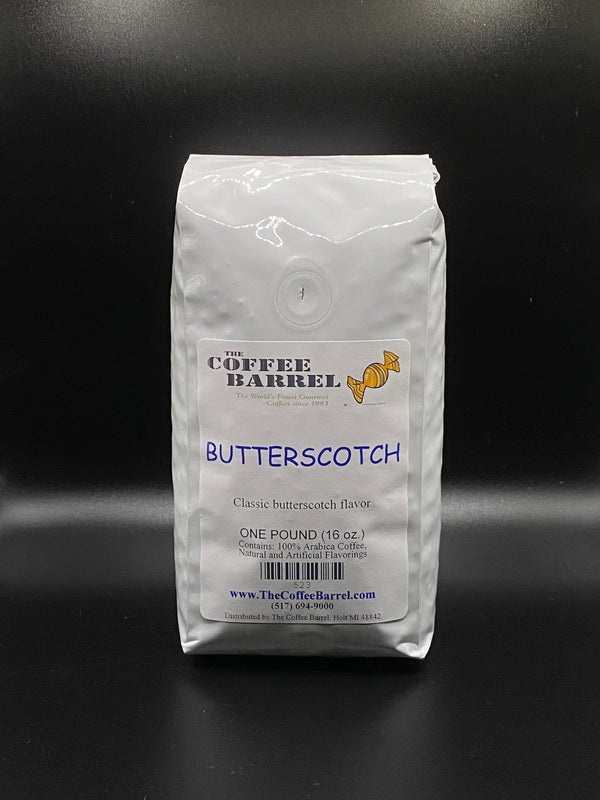 THE
COFFEE
BARREL
The World's Finest Gourmet
Coffees since 1983
BUTTERSCOTCH
Classic butterscotch flavor
ONE POUND (16 oz.)
Contains: 100% Arabica Coffee,
Natural and Artificial Flavorings
523
www.TheCoffeeBarrel.com
(517) 694-9000
Distributed by The Coffee Barrel, Holt MI 48842